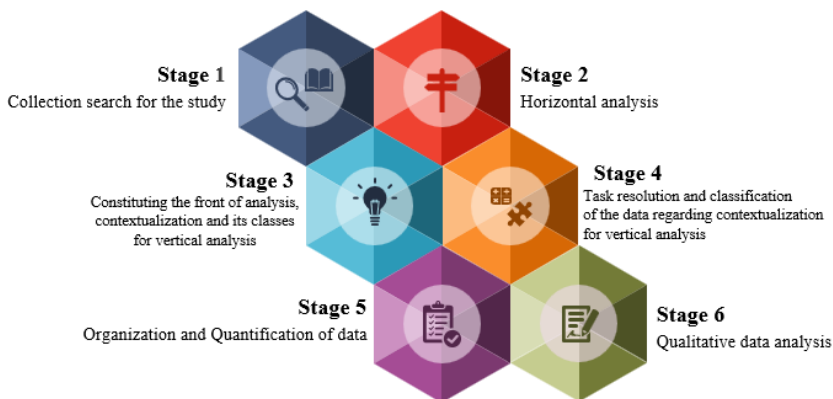 Stage 1
Collection search for the study
Stage 2
Horizontal analysis
Stage 3
Constituting the front of analysis,
contextualization and its classes
for vertical analysis
Stage 4
Task resolution and classification
of the data regarding contextualization
for vertical analysis
Stage 5
Organization and Quantification of data
Stage 6
Qualitative data analysis